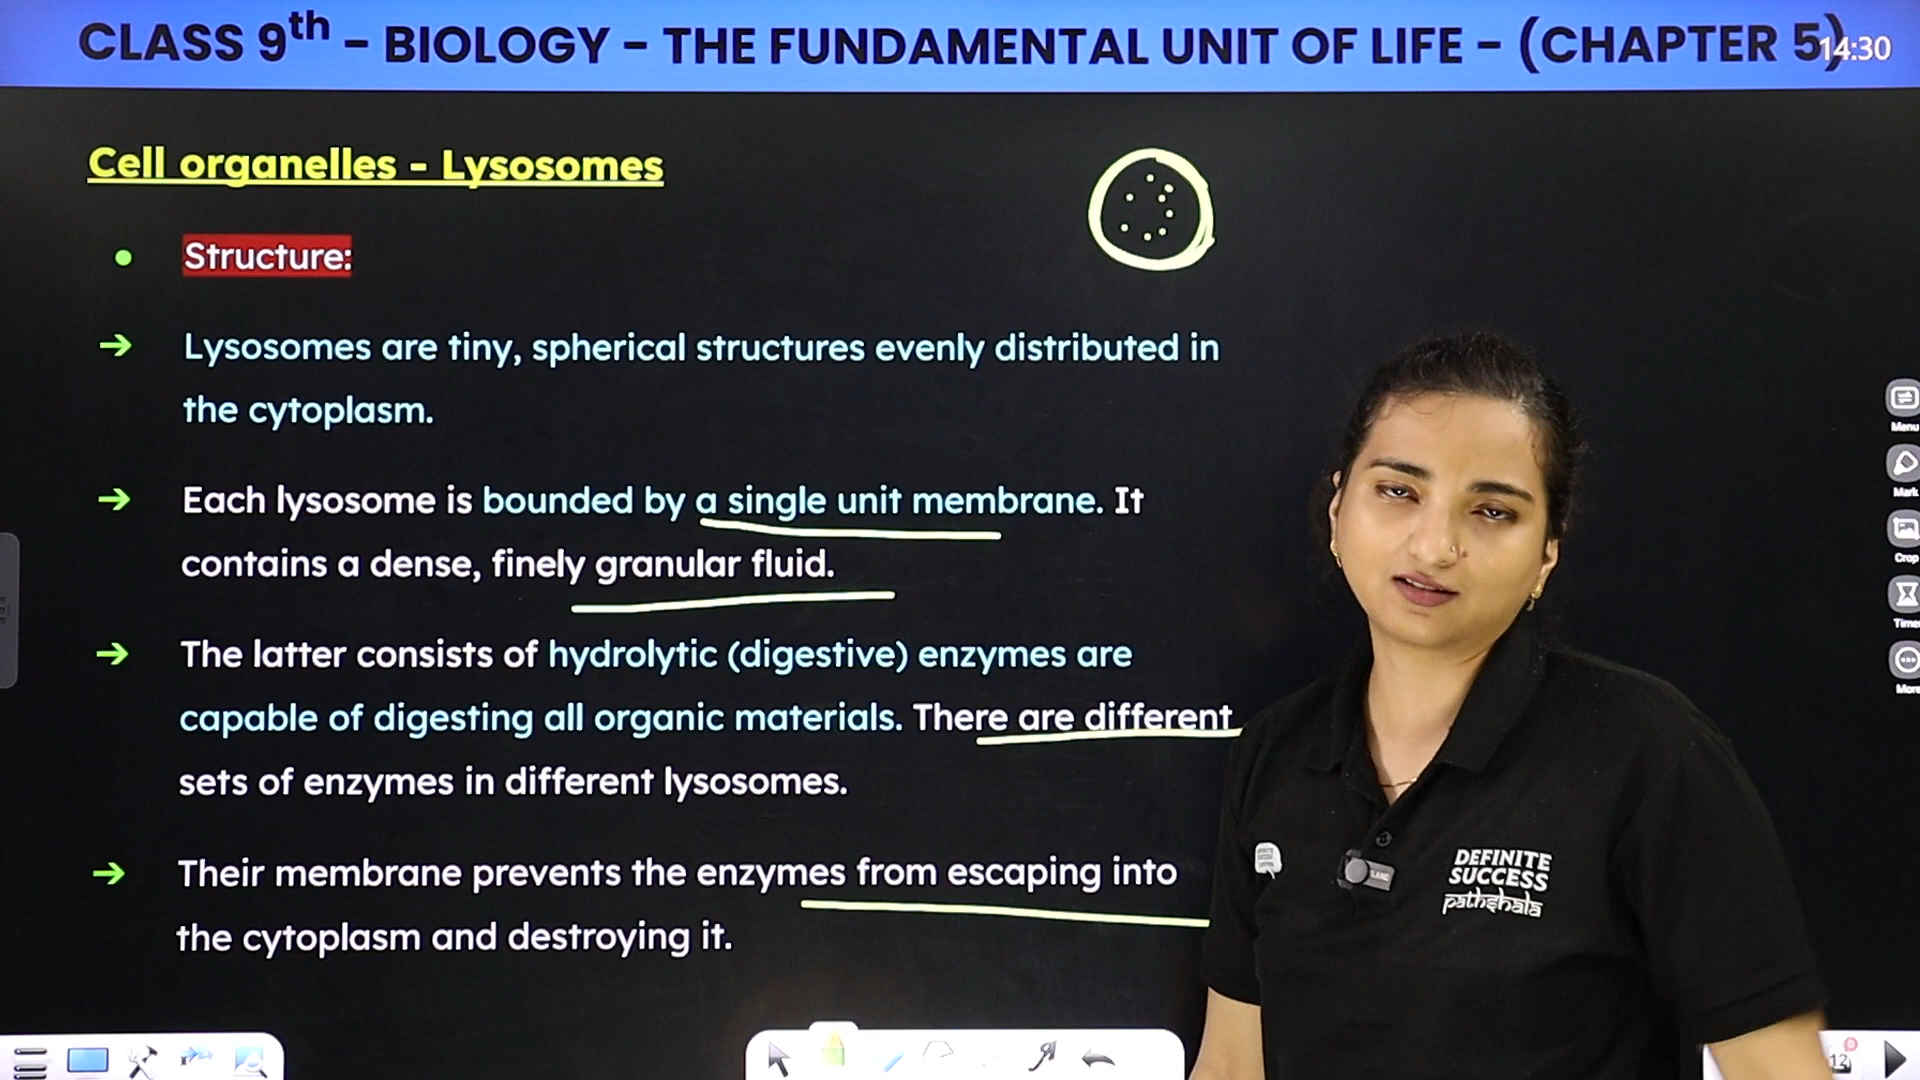 CLASS 9th - BIOLOGY - THE FUNDAMENTAL UNIT OF LIFE - (CHAPTER 5)
14:30
Cell organelles - Lysosomes
• Structure:
➔ Lysosomes are tiny, spherical structures evenly distributed in
the cytoplasm.
➔ Each lysosome is bounded by a single unit membrane. It
contains a dense, finely granular fluid.
➔ The latter consists of hydrolytic (digestive) enzymes are
capable of digesting all organic materials. There are different
sets of enzymes in different lysosomes.
➔ Their membrane prevents the enzymes from escaping into
the cytoplasm and destroying it.
Menu
Mark
Crop
Time
More
DEFINITE
SUCCESS
pathshala
12